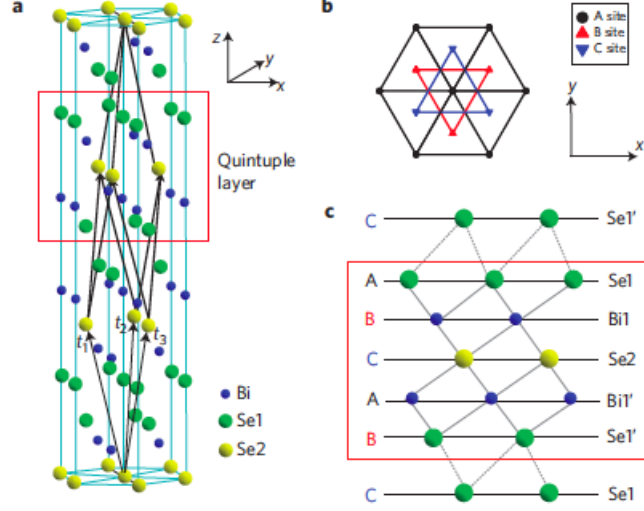 a
z
y
x
Quintuple
layer
t1
t2
t3
Bi
Se1
Se2
b
A site
B site
C site
y
x
c
C Se1′
A Se1
B Bi1
C Se2
A Bi1′
B Se1′
C Se1